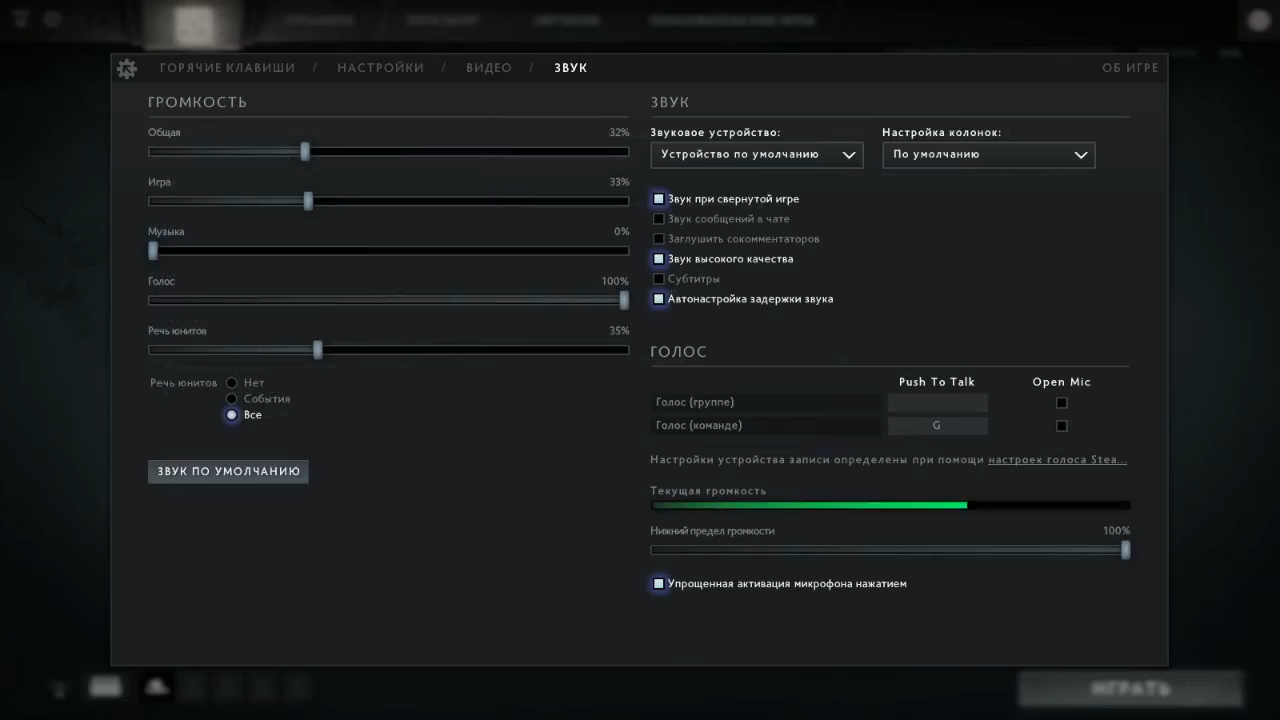 ГОРЯЧИЕ КЛАВИШИ / НАСТРОЙКИ / ВИДЕО / ЗВУК ОБ ИГРЕ
ГРОМКОСТЬ
Общая 32%
Игра 33%
Музыка 0%
Голос 100%
Речь юнитов 35%
Речь юнитов Нет
События
Все
ЗВУК ПО УМОЛЧАНИЮ
ЗВУК
Звуковое устройство: Настройка колонок:
Устройство по умолчанию По умолчанию
Звук при свернутой игре
Звук сообщений в чате
Заглушить сокомментаторов
Звук высокого качества
Субтитры
Автонастройка задержки звука
ГОЛОС
Push To Talk Open Mic
Голос (группе)
Голос (команде) G
Настройки устройства записи определены при помощи настроек голоса Stea...
Текущая громкость
Нижний предел громкости 100%
Упрощенная активация микрофона нажатием
ИГРАТЬ